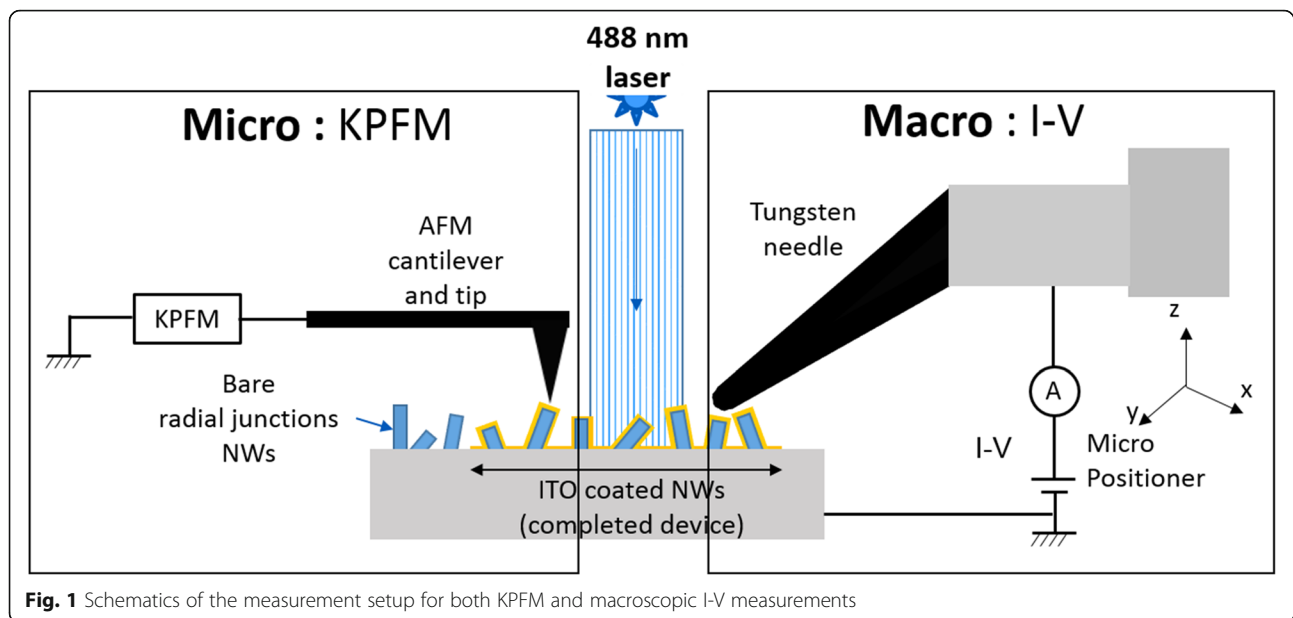 488 nm
laser
Micro : KPFM
Macro : I-V
AFM
cantilever
and tip
KPFM
Bare
radial junctions
NWs
Tungsten
needle
z
x
y
A
I-V
Micro
Positioner
ITO coated NWs
(completed device)
Fig. 1 Schematics of the measurement setup for both KPFM and macroscopic I-V measurements